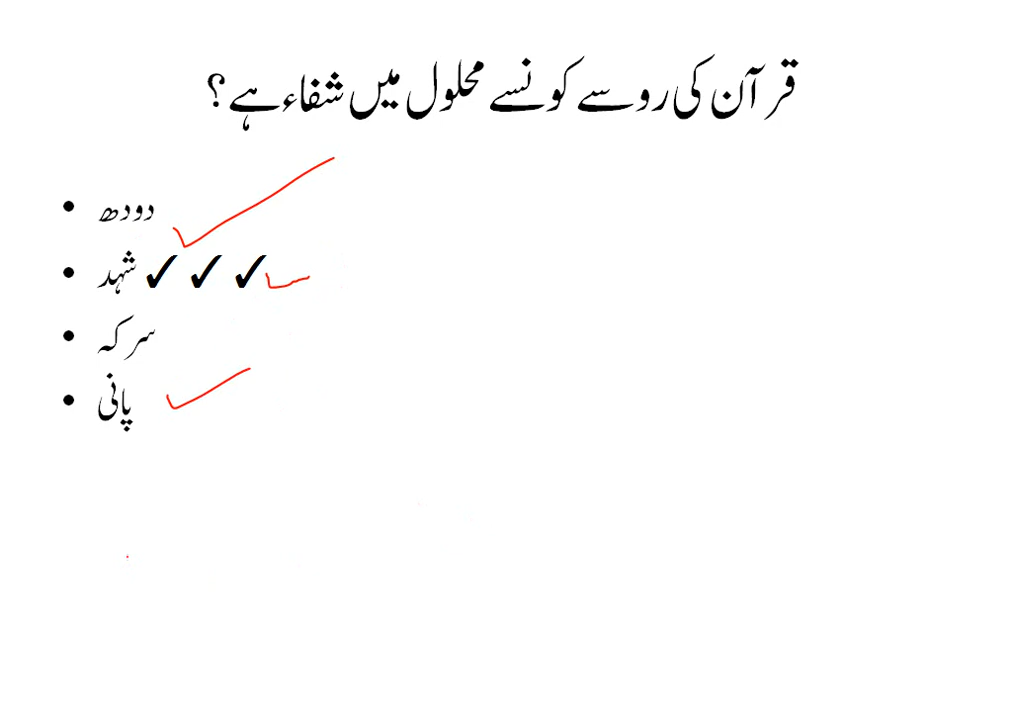 قرآن کی رو سے کونسے محلول میں شفاء ہے؟
• دودھ
• شہد ✓ ✓ ✓
• سرکہ
• پانی